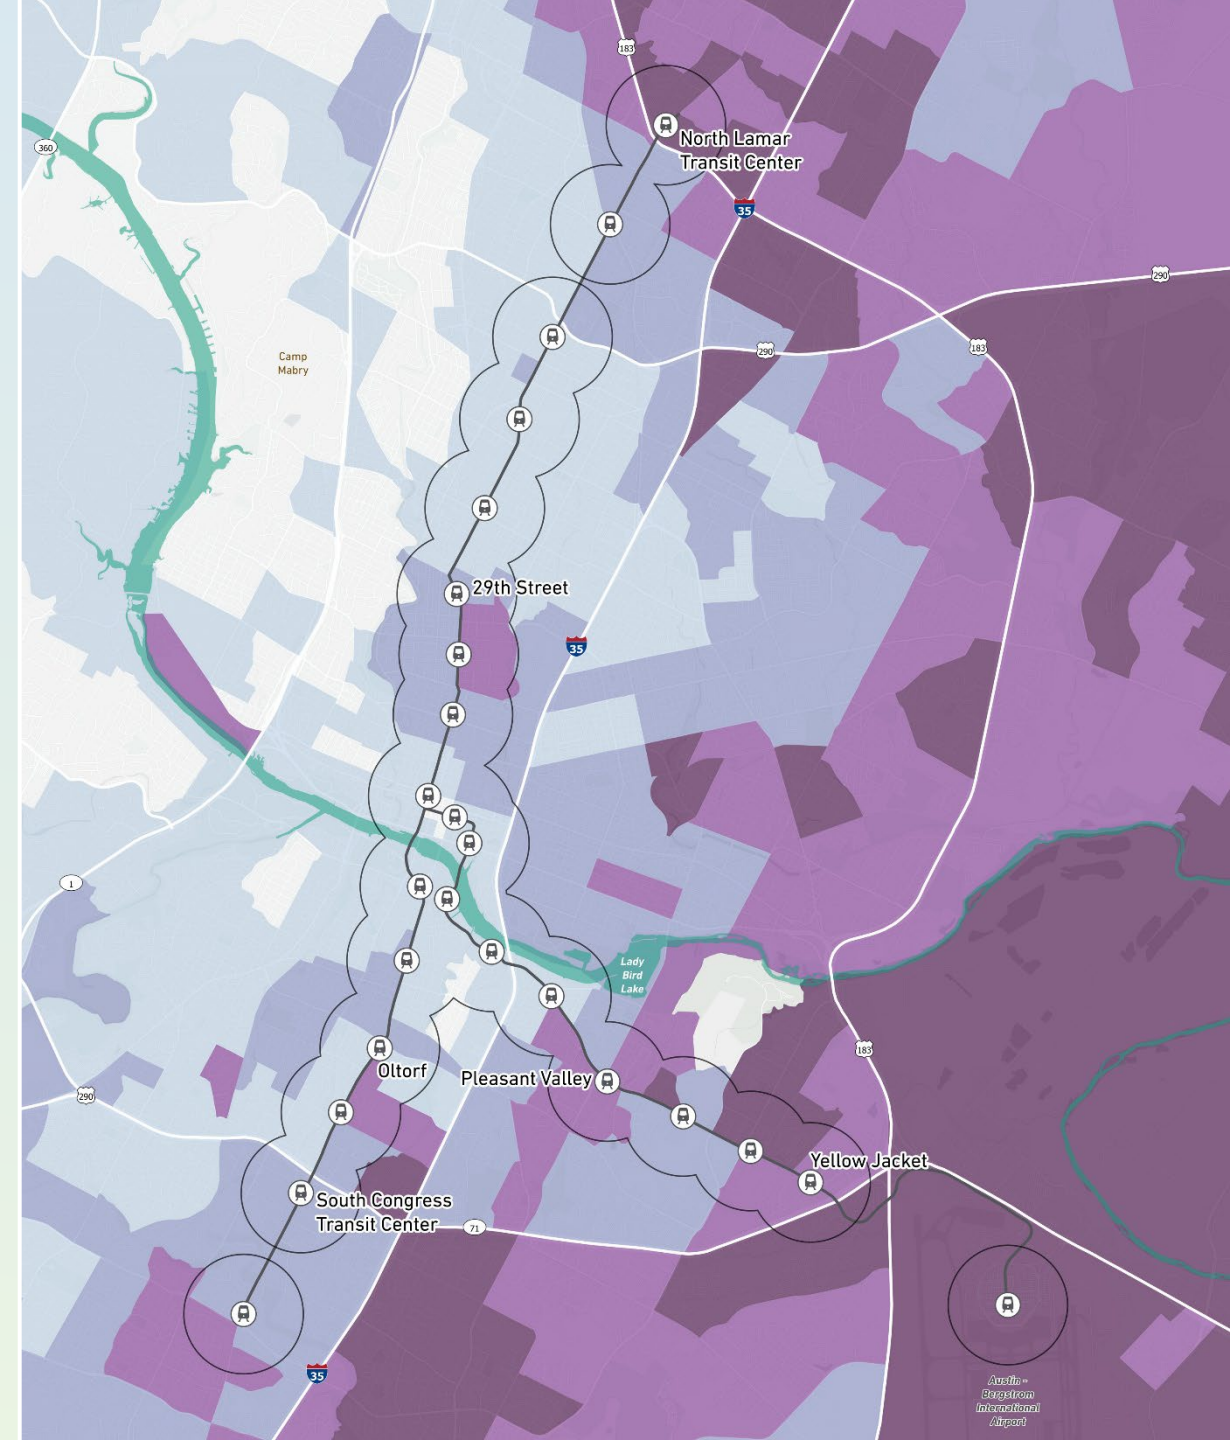 183
North Lamar
Transit Center
360
35
290
183
290
Camp
Mabry
29th Street
35
1
Lady
Bird
Lake
183
Oltorf
Pleasant Valley
290
Yellow Jacket
South Congress
Transit Center
71
35
Austin -
Bergstrom
International
Airport